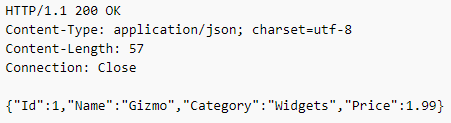 HTTP/1.1 200 OK
Content-Type: application/json; charset=utf-8
Content-Length: 57
Connection: Close

{"Id":1,"Name":"Gizmo","Category":"Widgets","Price":1.99}